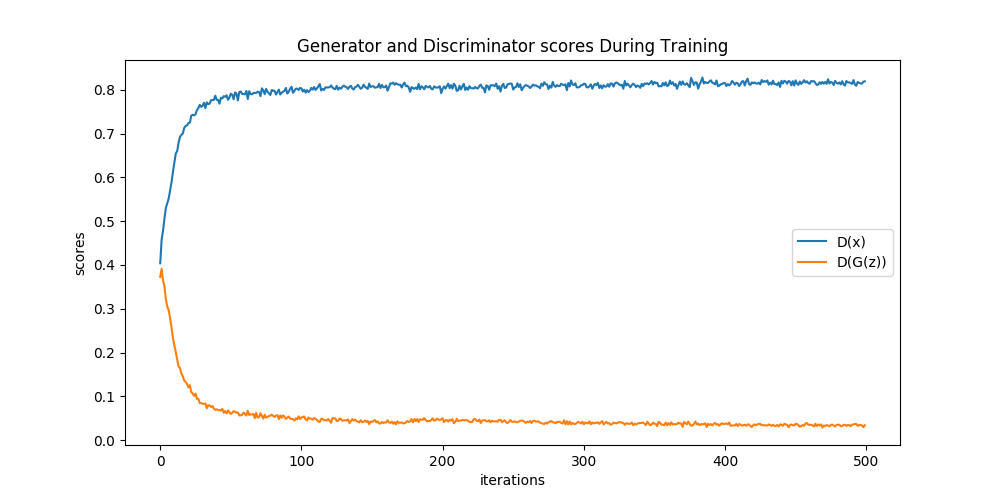 Generator and Discriminator scores During Training
scores
0.8
0.7
0.6
0.5
0.4
0.3
0.2
0.1
0.0
D(x)
D(G(z))
0 100 200 300 400 500
iterations